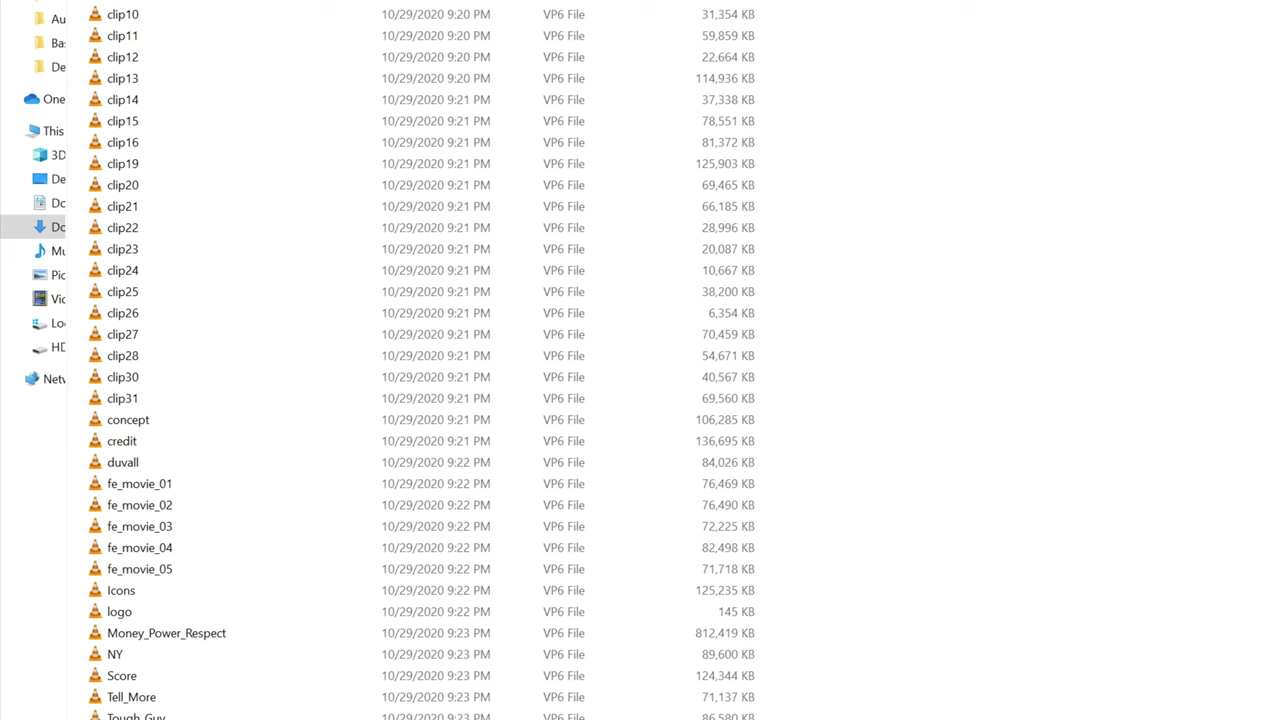 Au
Ba:
De
One
This
3D
De
Do
Do
Mu
Pic
Vic
Lo
HD
Netw
clip10 10/29/2020 9:20 PM VP6 File 31,354 KB
clip11 10/29/2020 9:20 PM VP6 File 59,859 KB
clip12 10/29/2020 9:20 PM VP6 File 22,664 KB
clip13 10/29/2020 9:20 PM VP6 File 114,936 KB
clip14 10/29/2020 9:21 PM VP6 File 37,338 KB
clip15 10/29/2020 9:21 PM VP6 File 78,551 KB
clip16 10/29/2020 9:21 PM VP6 File 81,372 KB
clip19 10/29/2020 9:21 PM VP6 File 125,903 KB
clip20 10/29/2020 9:21 PM VP6 File 69,465 KB
clip21 10/29/2020 9:21 PM VP6 File 66,185 KB
clip22 10/29/2020 9:21 PM VP6 File 28,996 KB
clip23 10/29/2020 9:21 PM VP6 File 20,087 KB
clip24 10/29/2020 9:21 PM VP6 File 10,667 KB
clip25 10/29/2020 9:21 PM VP6 File 38,200 KB
clip26 10/29/2020 9:21 PM VP6 File 6,354 KB
clip27 10/29/2020 9:21 PM VP6 File 70,459 KB
clip28 10/29/2020 9:21 PM VP6 File 54,671 KB
clip30 10/29/2020 9:21 PM VP6 File 40,567 KB
clip31 10/29/2020 9:21 PM VP6 File 69,560 KB
concept 10/29/2020 9:21 PM VP6 File 106,285 KB
credit 10/29/2020 9:21 PM VP6 File 136,695 KB
duvall 10/29/2020 9:22 PM VP6 File 84,026 KB
fe_movie_01 10/29/2020 9:22 PM VP6 File 76,469 KB
fe_movie_02 10/29/2020 9:22 PM VP6 File 76,490 KB
fe_movie_03 10/29/2020 9:22 PM VP6 File 72,225 KB
fe_movie_04 10/29/2020 9:22 PM VP6 File 82,498 KB
fe_movie_05 10/29/2020 9:22 PM VP6 File 71,718 KB
Icons 10/29/2020 9:22 PM VP6 File 125,235 KB
logo 10/29/2020 9:22 PM VP6 File 145 KB
Money_Power_Respect 10/29/2020 9:23 PM VP6 File 812,419 KB
NY 10/29/2020 9:23 PM VP6 File 89,600 KB
Score 10/29/2020 9:23 PM VP6 File 124,344 KB
Tell_More 10/29/2020 9:23 PM VP6 File 71,137 KB
Tough_Guy 10/29/2020 9:23 PM VP6 File 86,580 KB